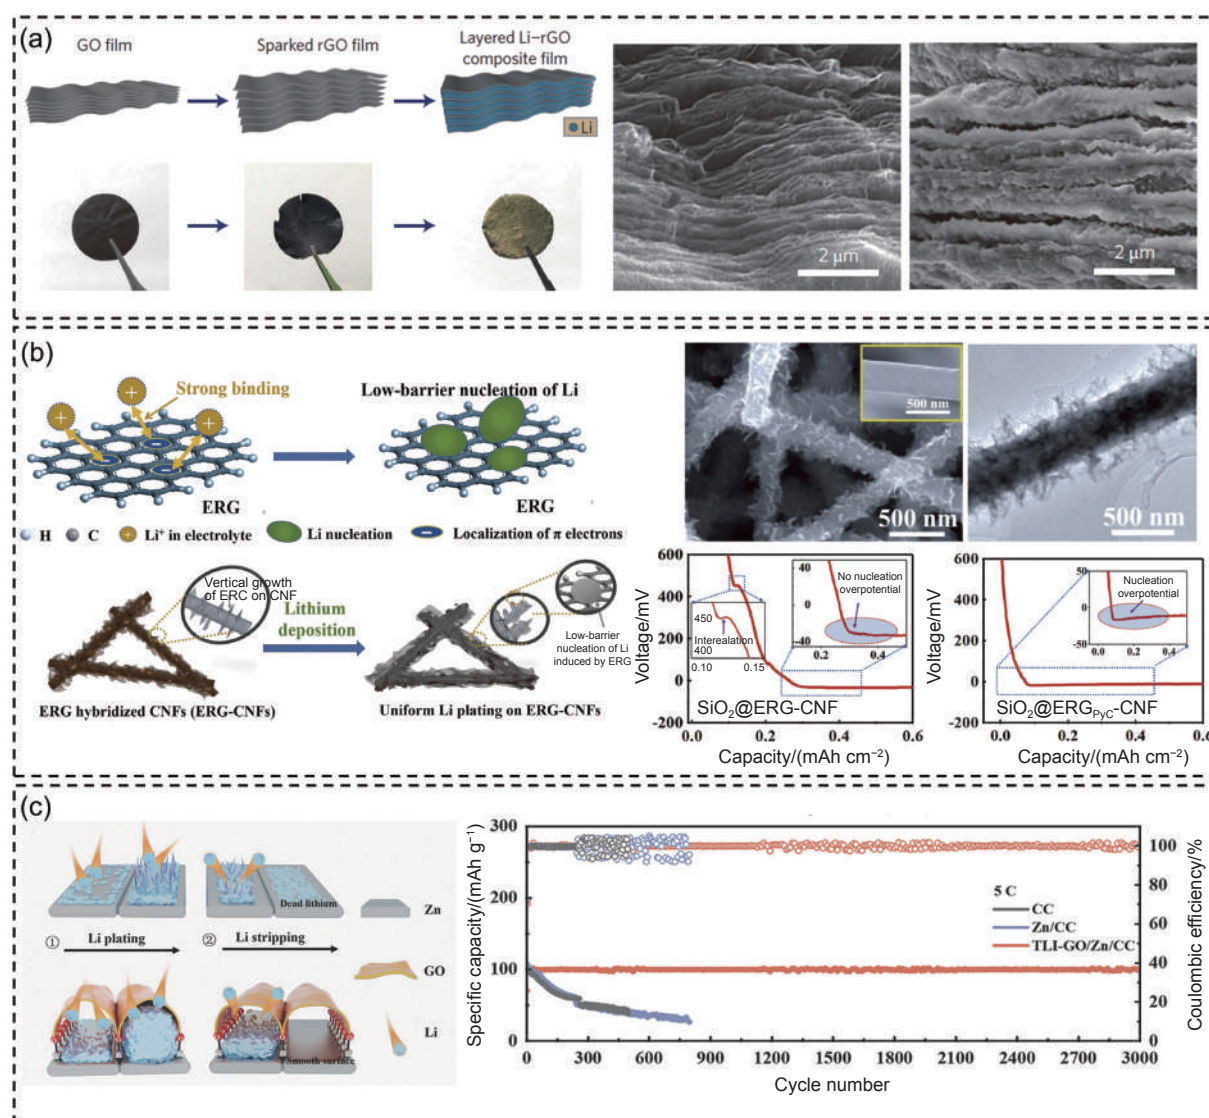 (a)
GO film
Sparked rGO film
Layered Li–rGO
composite film
Li
2 μm
2 μm
(b)
Strong binding
Low-barrier nucleation of Li
ERG
ERG
H
C
Li⁺ in electrolyte
Li nucleation
Localization of π electrons
Vertical growth
of ERC on CNF
Lithium
deposition
Low-barrier
nucleation of Li
induced by ERG
ERG hybridized CNFs (ERG-CNFs)
Uniform Li plating on ERG-CNFs
500 nm
500 nm
500 nm
Voltage/mV
600
400
200
0
-200
0.0
0.2
0.4
0.6
Capacity/(mAh cm⁻²)
450
Interealation
400
0.10
0.15
40
0
-40
0.2
0.4
No nucleation
overpotential
SiO₂@ERG-CNF
Voltage/mV
600
400
200
0
-200
0.0
0.2
0.4
0.6
Capacity/(mAh cm⁻²)
50
0
-50
0.0
0.2
0.4
Nucleation
overpotential
SiO₂@ERG_PyC-CNF
(c)
Dead lithium
① Li plating
② Li stripping
Smooth surface
Zn
GO
Li
Specific capacity/(mAh g⁻¹)
300
200
100
0
0
300
600
900
1200
1500
1800
2100
2400
2700
3000
Cycle number
100
80
60
40
20
0
Coulombic efficiency/%
5 C
CC
Zn/CC
TLI-GO/Zn/CC